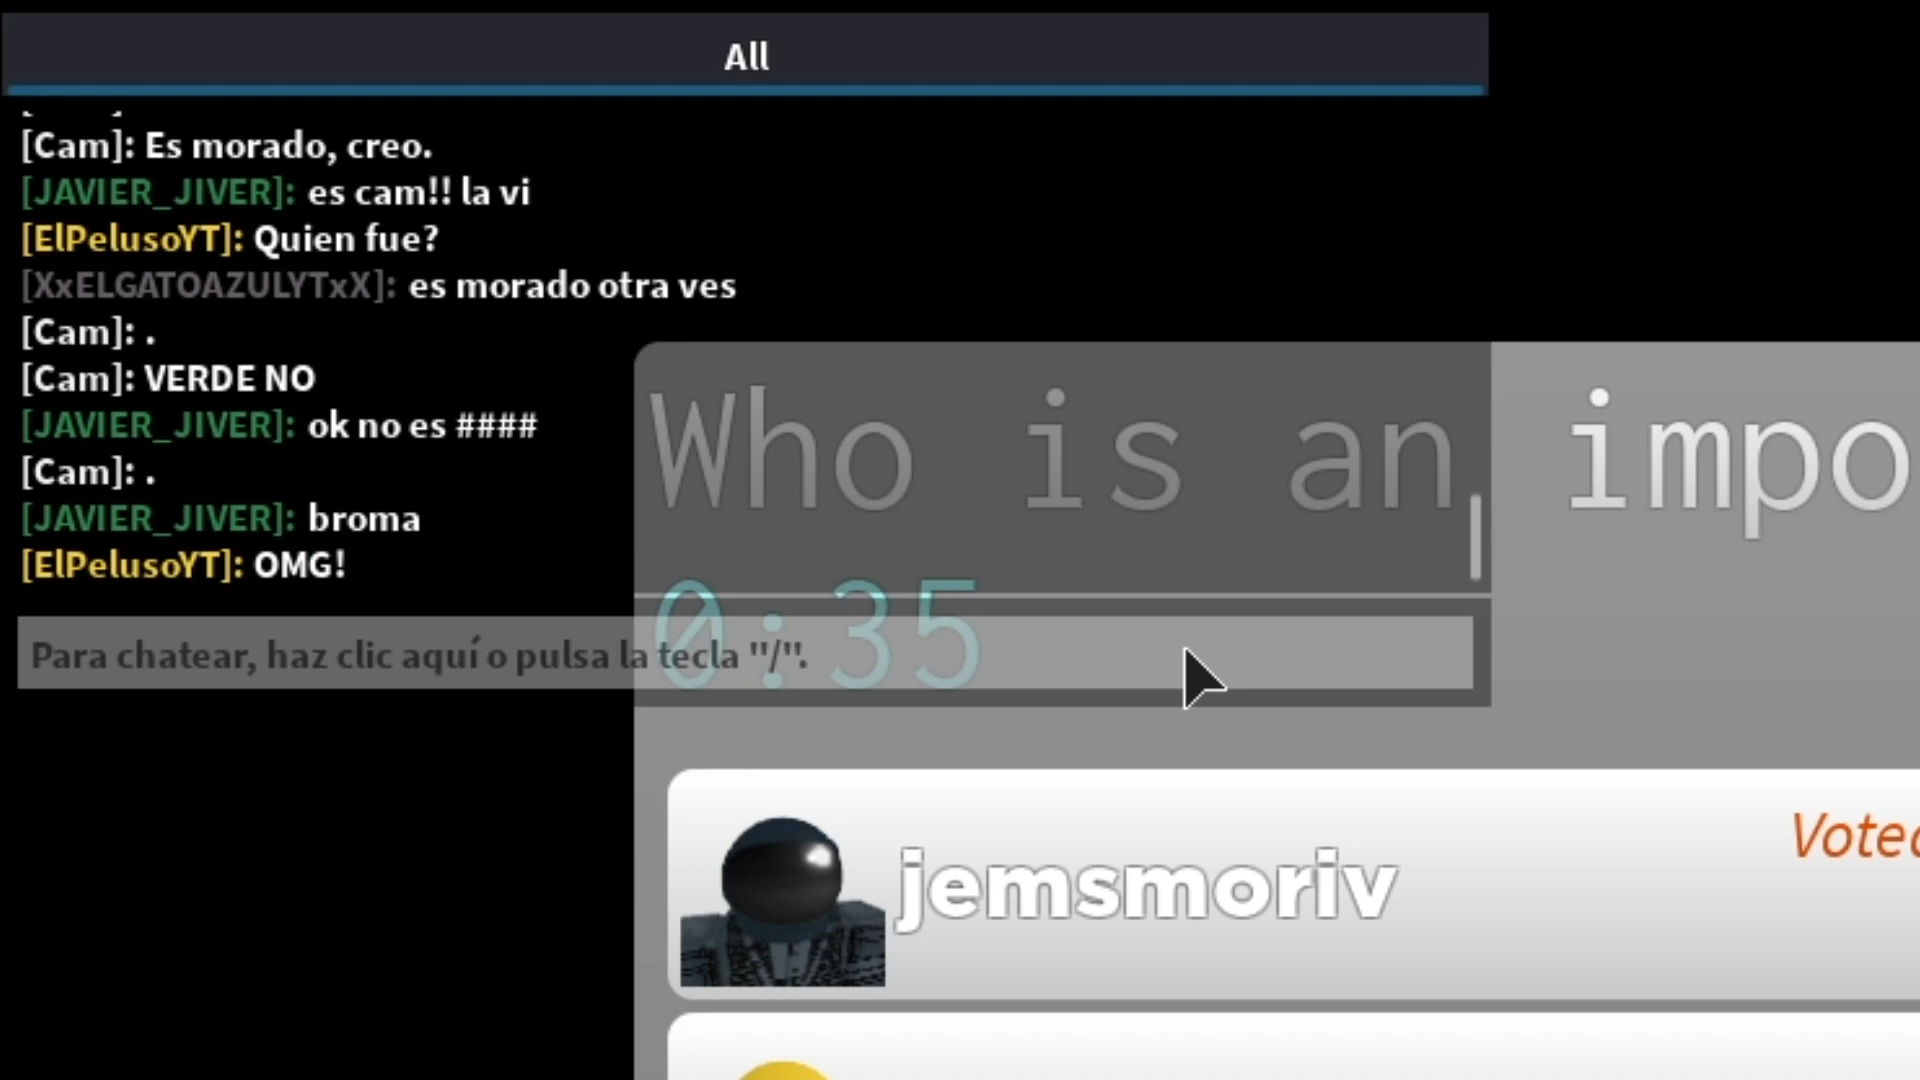 All
[Cam]: Es morado, creo.
[JAVIER_JIVER]: es cam!! la vi
[ElPelusoYT]: Quien fue?
[XxELGATOAZULYTxX]: es morado otra ves
[Cam]: .
[Cam]: VERDE NO
[JAVIER_JIVER]: ok no es ####
[Cam]: .
[JAVIER_JIVER]: broma
[ElPelusoYT]: OMG!
Who is an impo
0:35
Para chatear, haz clic aquí o pulsa la tecla "/".
Voted
jemsmoriv